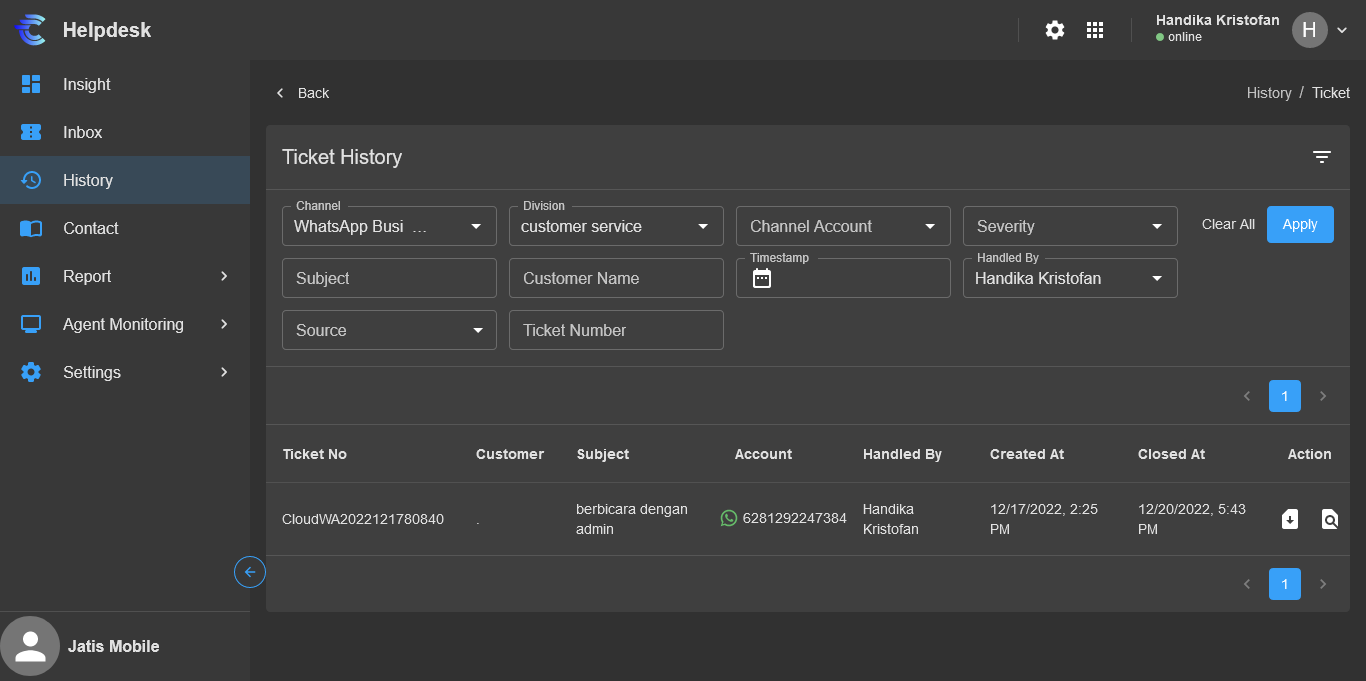 Helpdesk
Handika Kristofan
online
H
Insight
Inbox
History
Contact
Report
Agent Monitoring
Settings
Jatis Mobile
Back
History / Ticket
Ticket History
Channel
WhatsApp Busi ...
Division
customer service
Channel Account
Severity
Clear All
Apply
Subject
Customer Name
Timestamp
Handled By
Handika Kristofan
Source
Ticket Number
1
Ticket No Customer Subject Account Handled By Created At Closed At Action
CloudWA2022121780840
.
berbicara dengan
admin
6281292247384
Handika
Kristofan
12/17/2022, 2:25
PM
12/20/2022, 5:43
PM
1